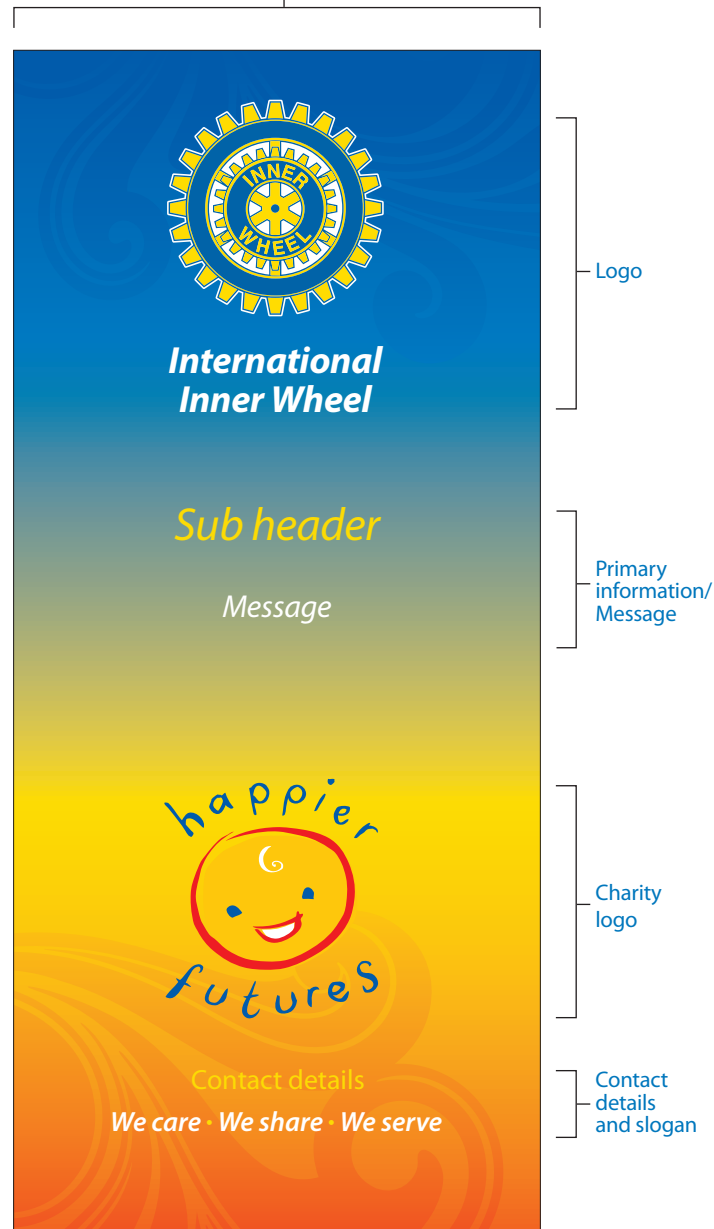 INNER
WHEEL
Logo
International
Inner Wheel
Sub header
Message
Primary
information/
Message
happier
futures
Charity
logo
Contact details
We care · We share · We serve
Contact
details
and slogan